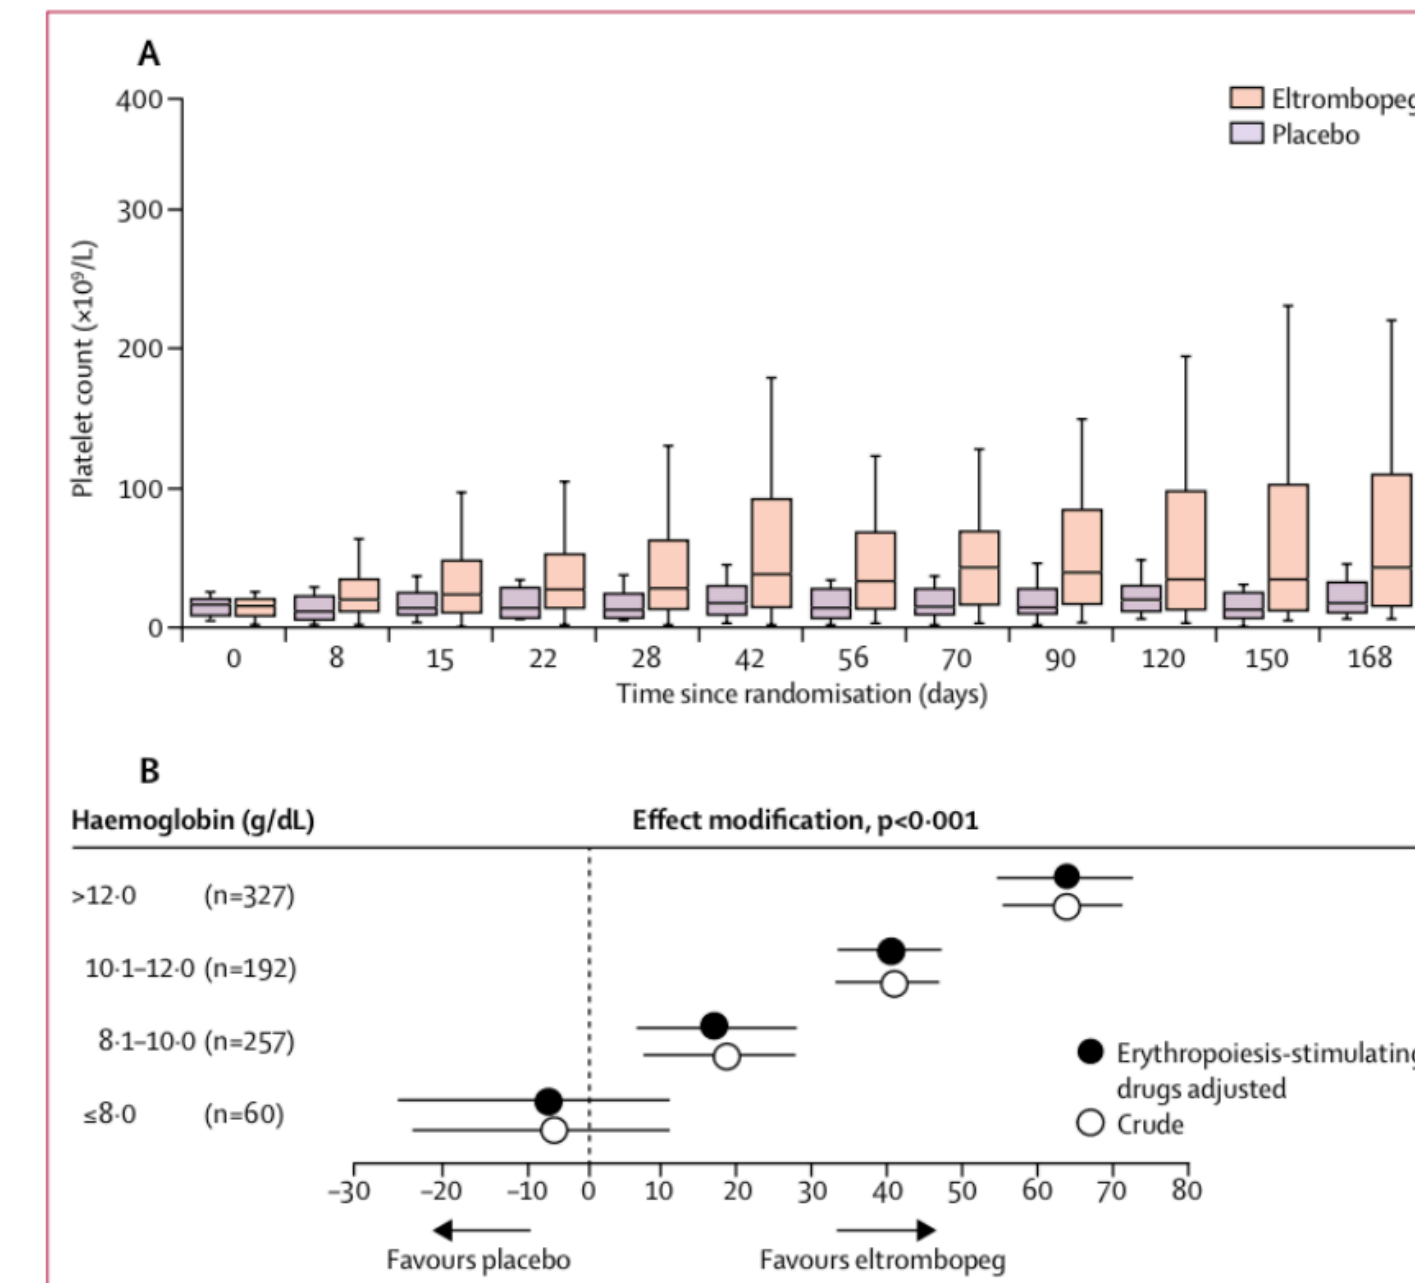 A
400
300
200
100
0
Platelet count (×10⁹/L)
Eltrombopeg
Placebo
0 8 15 22 28 42 56 70 90 120 150 168
Time since randomisation (days)
B
Haemoglobin (g/dL) Effect modification, p<0·001
>12·0 (n=327)
10·1–12·0 (n=192)
8·1–10·0 (n=257)
≤8·0 (n=60)
Erythropoiesis-stimulating
drugs adjusted
Crude
–30 –20 –10 0 10 20 30 40 50 60 70 80
Favours placebo Favours eltrombopeg